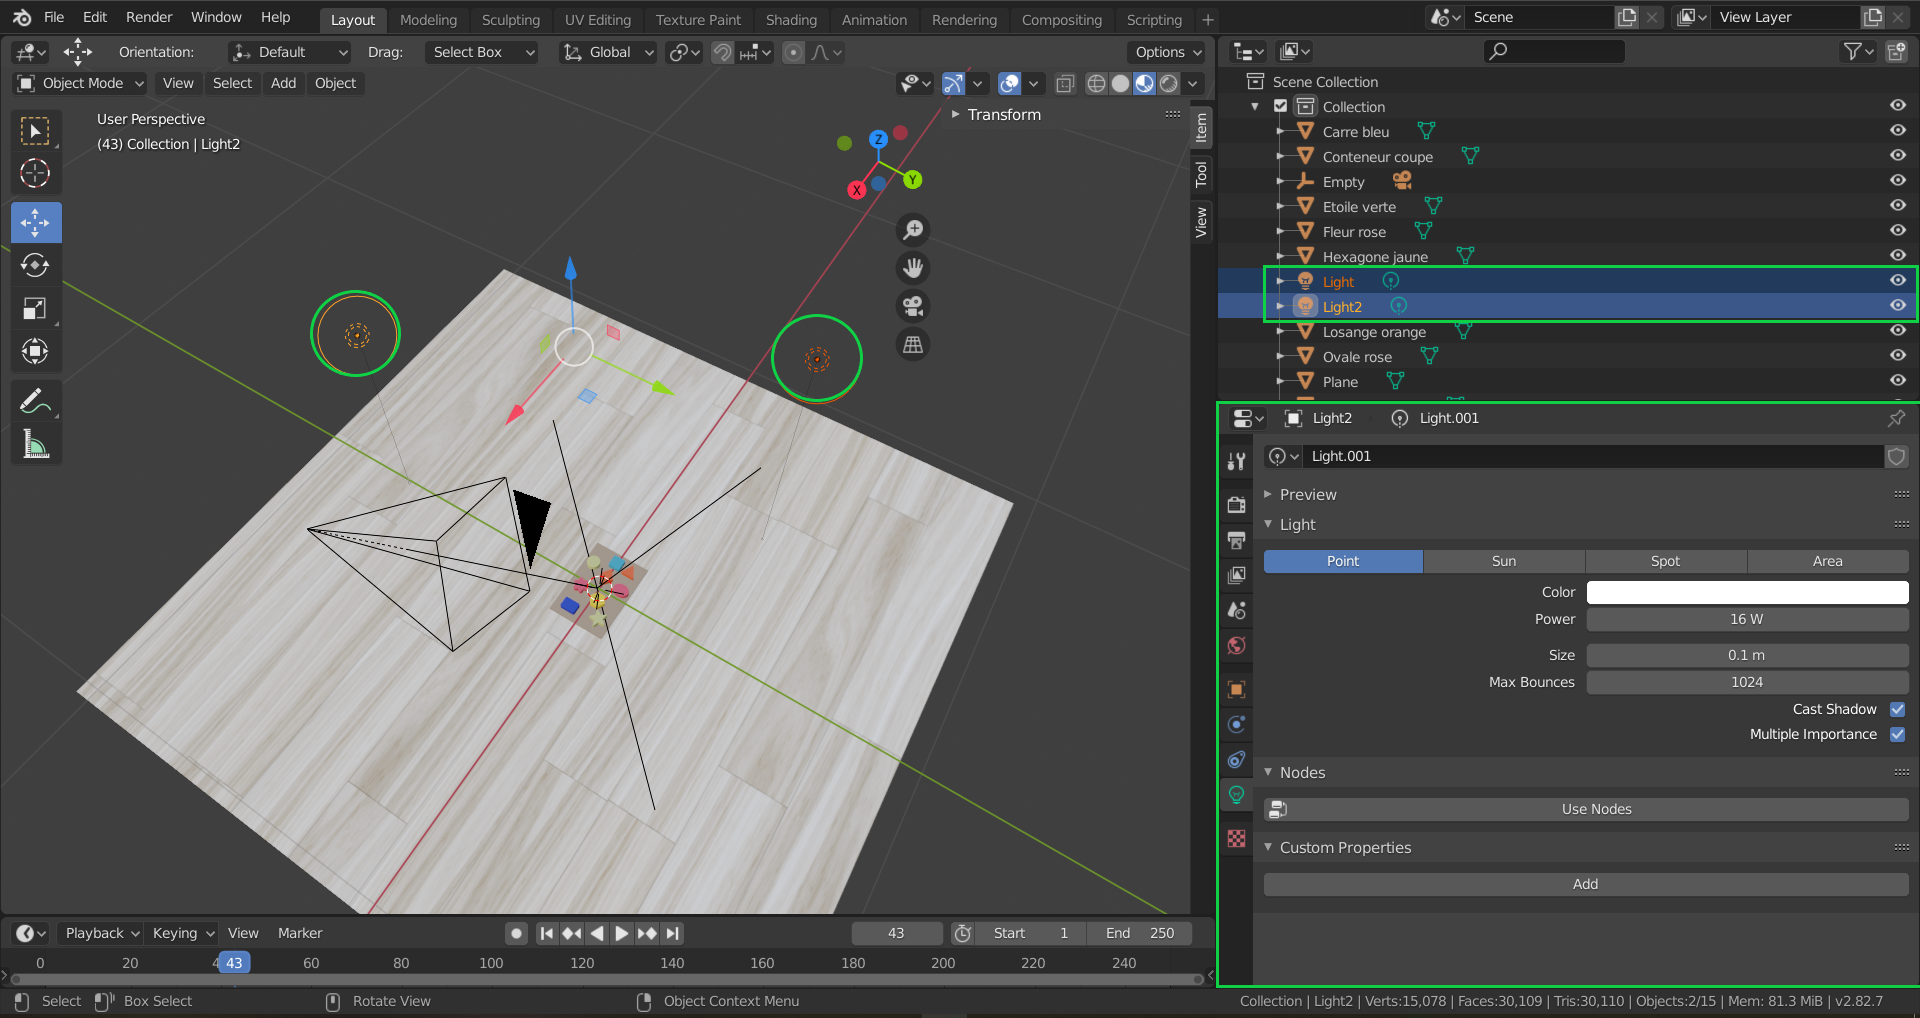 File Edit Render Window Help Layout Modeling Sculpting UV Editing Texture Paint Shading Animation Rendering Compositing Scripting + Scene View Layer
Orientation: Default Drag: Select Box Global Options
Object Mode View Select Add Object
User Perspective
(43) Collection | Light2
Transform
Item
Tool
View
Z
X
Y
Scene Collection
Collection
Carre bleu
Conteneur coupe
Empty
Etoile verte
Fleur rose
Hexagone jaune
Light
Light2
Losange orange
Ovale rose
Plane
Light2 Light.001
Light.001
Preview
Light
Point Sun Spot Area
Color
Power 16 W
Size 0.1 m
Max Bounces 1024
Cast Shadow
Multiple Importance
Nodes
Use Nodes
Custom Properties
Add
Playback Keying View Marker 43 Start 1 End 250
0 20 4 43 60 80 100 120 140 160 180 200 220 240
Select Box Select Rotate View Object Context Menu Collection | Light2 | Verts:15,078 | Faces:30,109 | Tris:30,110 | Objects:2/15 | Mem: 81.3 MiB | v2.82.7